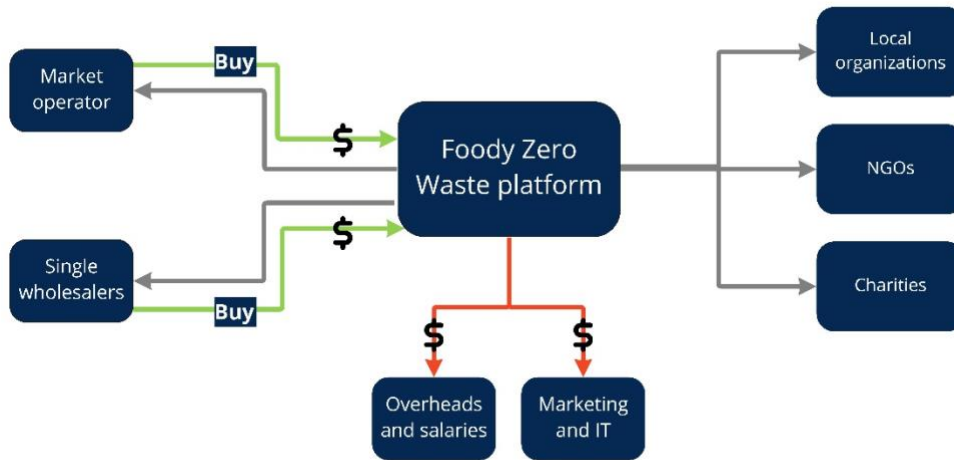 Market
operator
Buy
$
Foody Zero
Waste platform
Local
organizations
NGOs
Single
wholesalers
$
Buy
Charities
$
$
Overheads
and salaries
Marketing
and IT